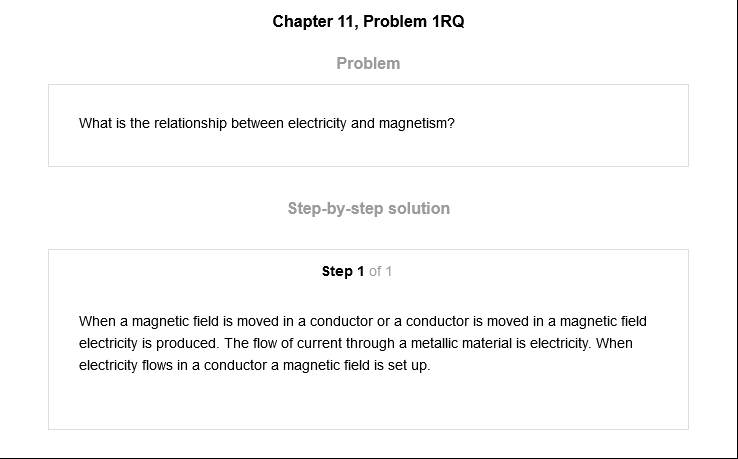 Chapter 11, Problem 1RQ
Problem
What is the relationship between electricity and magnetism?
Step-by-step solution
Step 1 of 1
When a magnetic field is moved in a conductor or a conductor is moved in a magnetic field
electricity is produced. The flow of current through a metallic material is electricity. When
electricity flows in a conductor a magnetic field is set up.